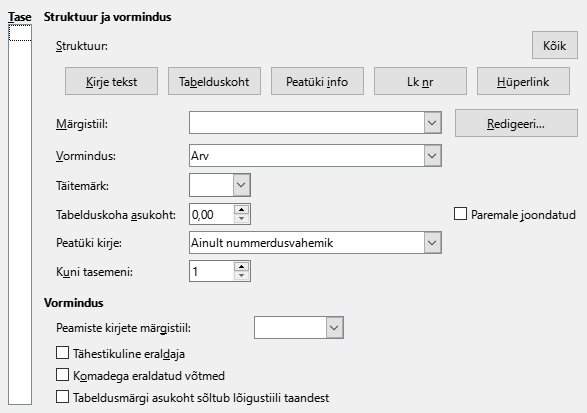 Tase Struktuur ja vormindus
Struktuur: Kõik
Kirje tekst Tabelduskoht Peatüki info Lk nr Hüperlink
Märgistiil: Redigeeri...
Vormindus: Arv
Täitemärk:
Tabelduskoha asukoht: 0,00 Paremale joondatud
Peatüki kirje: Ainult nummerdusvahemik
Kuni tasemeni: 1
Vormindus
Peamiste kirjete märgistiil:
Tähestikuline eraldaja
Komadega eraldatud võtmed
Tabeldusmärgi asukoht sõltub lõigustiili taandest